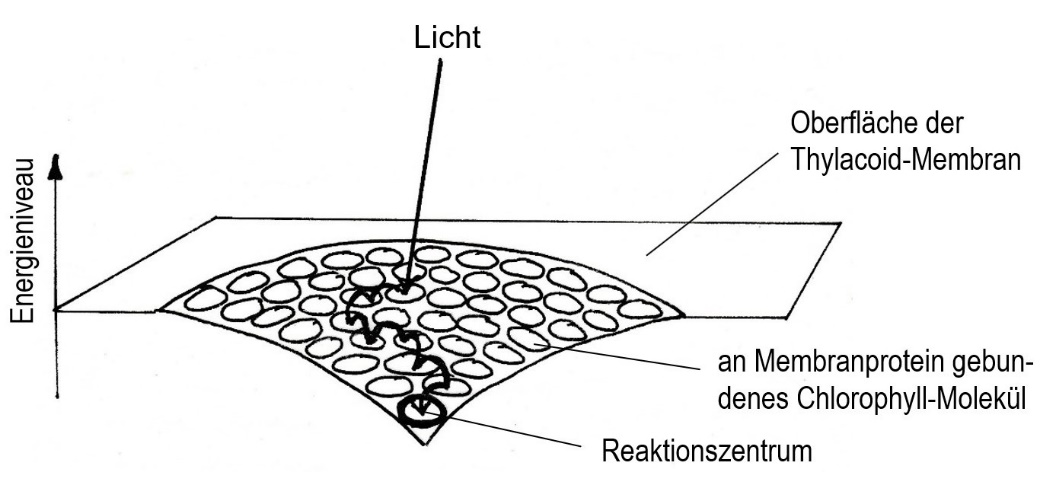 Licht
Oberfläche der
Thylacoid-Membran
Energieniveau
an Membranprotein gebun-
denes Chlorophyll-Molekül
Reaktionszentrum